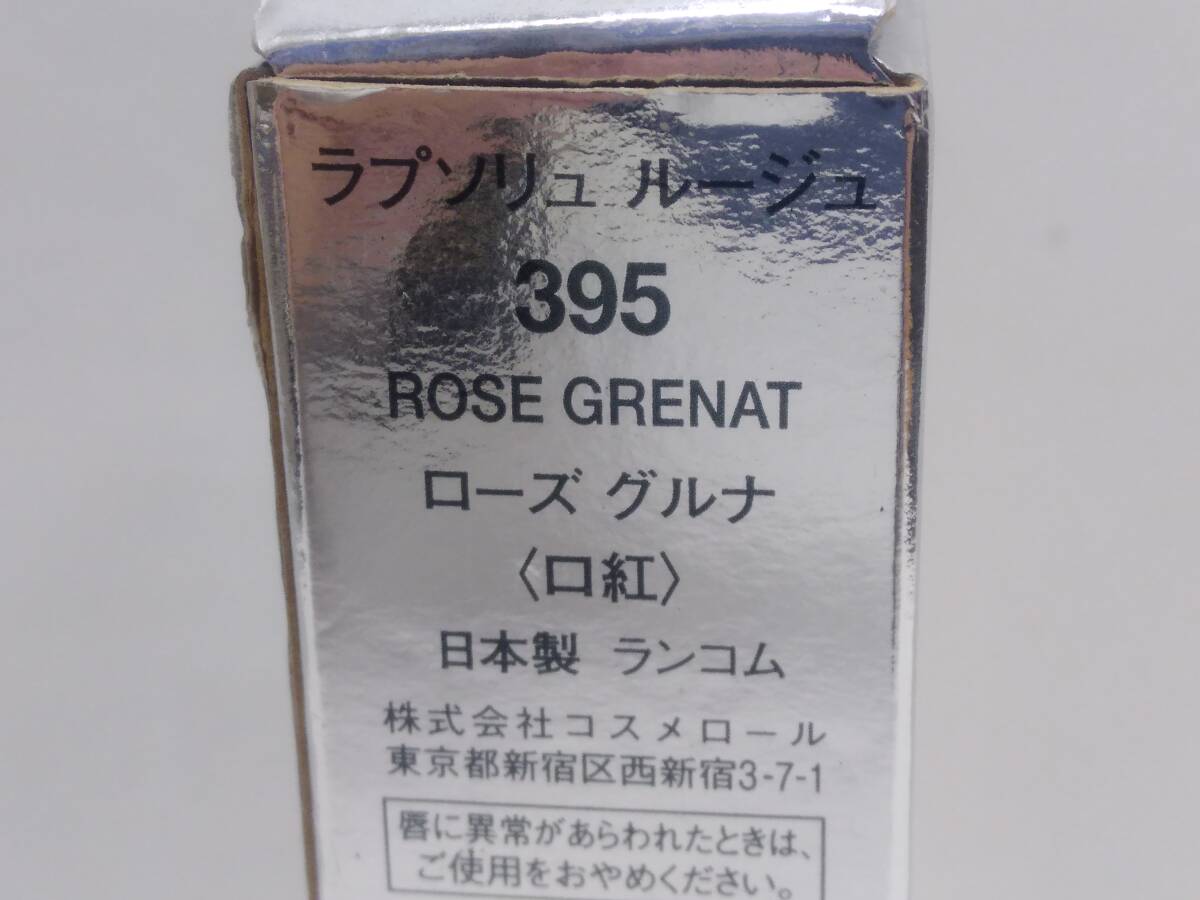 ラプソリュ ルージュ
395
ROSE GRENAT
ローズ グルナ
〈口紅〉
日本製 ランコム
株式会社コスメロール
東京都新宿区西新宿3-7-1
唇に異常があらわれたときは、
ご使用をおやめください。